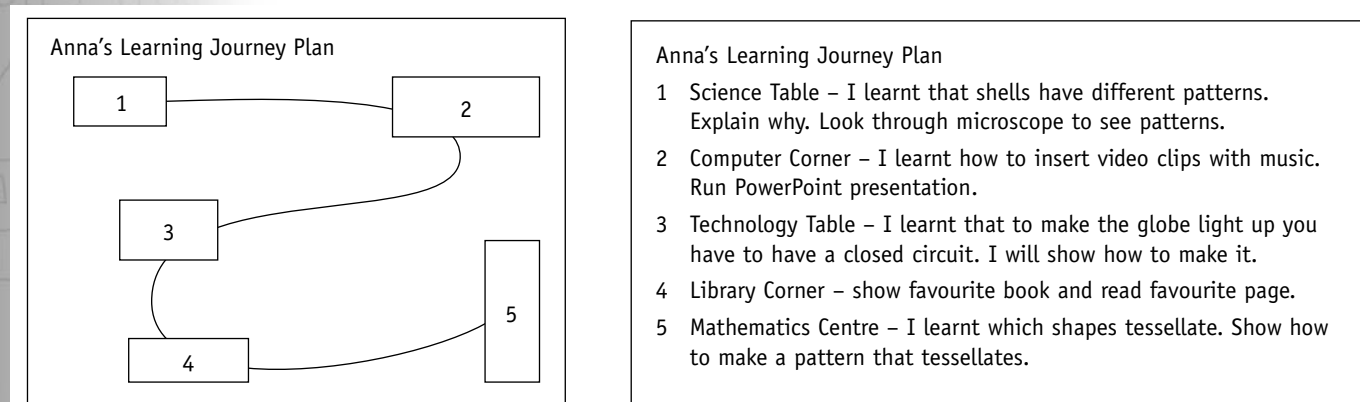 Anna's Learning Journey Plan
1
2
3
4
5
Anna's Learning Journey Plan
1 Science Table – I learnt that shells have different patterns.
Explain why. Look through microscope to see patterns.
2 Computer Corner – I learnt how to insert video clips with music.
Run PowerPoint presentation.
3 Technology Table – I learnt that to make the globe light up you
have to have a closed circuit. I will show how to make it.
4 Library Corner – show favourite book and read favourite page.
5 Mathematics Centre – I learnt which shapes tessellate. Show how
to make a pattern that tessellates.